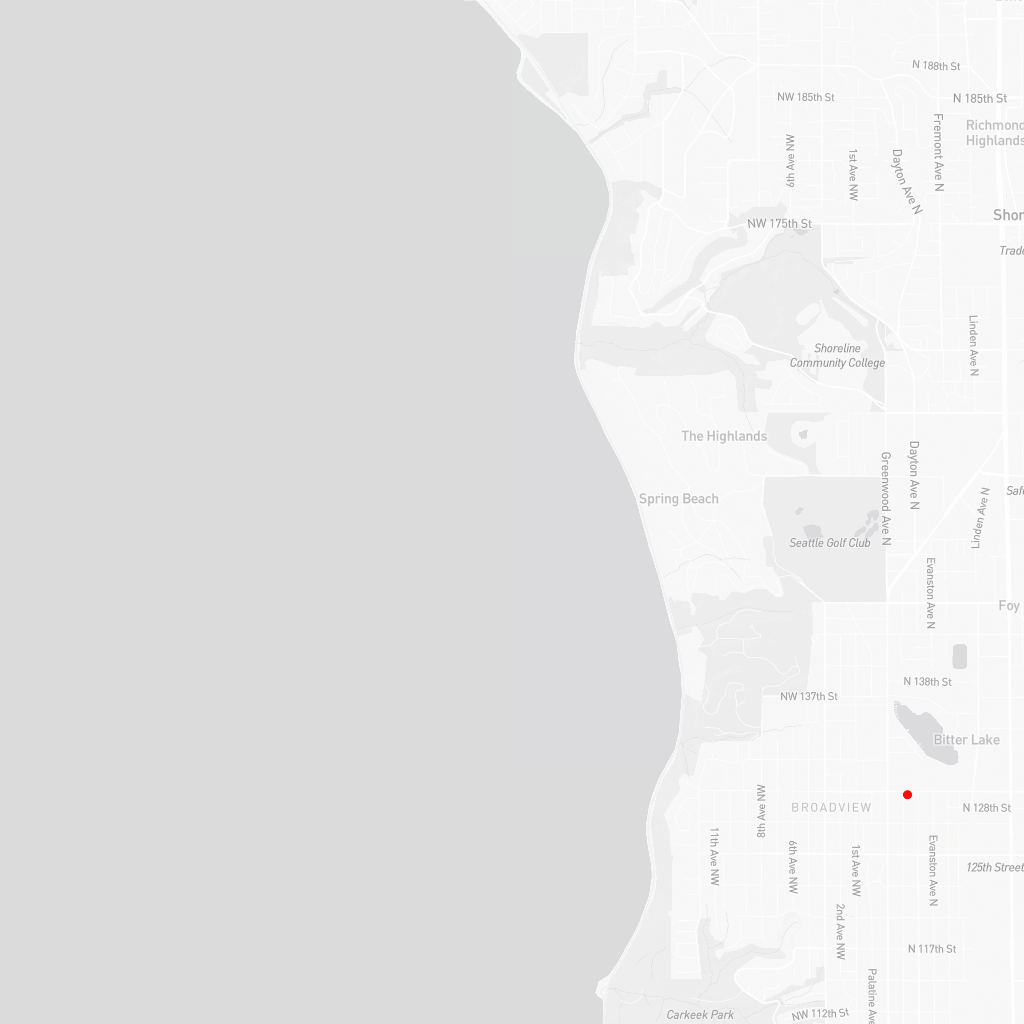 N 188th St
NW 185th St
N 185th St
Richmond
Highlands
Fremont Ave N
6th Ave NW
1st Ave NW
Dayton Ave N
NW 175th St
Shor
Trade
Linden Ave N
Shoreline
Community College
The Highlands
Greenwood Ave N
Dayton Ave N
Spring Beach
Safe
Linden Ave N
Seattle Golf Club
Evanston Ave N
Foy
N 138th St
NW 137th St
Bitter Lake
8th Ave NW
BROADVIEW
N 128th St
11th Ave NW
6th Ave NW
1st Ave NW
Evanston Ave N
125th Street
2nd Ave NW
N 117th St
Palatine Ave
Carkeek Park
NW 112th St